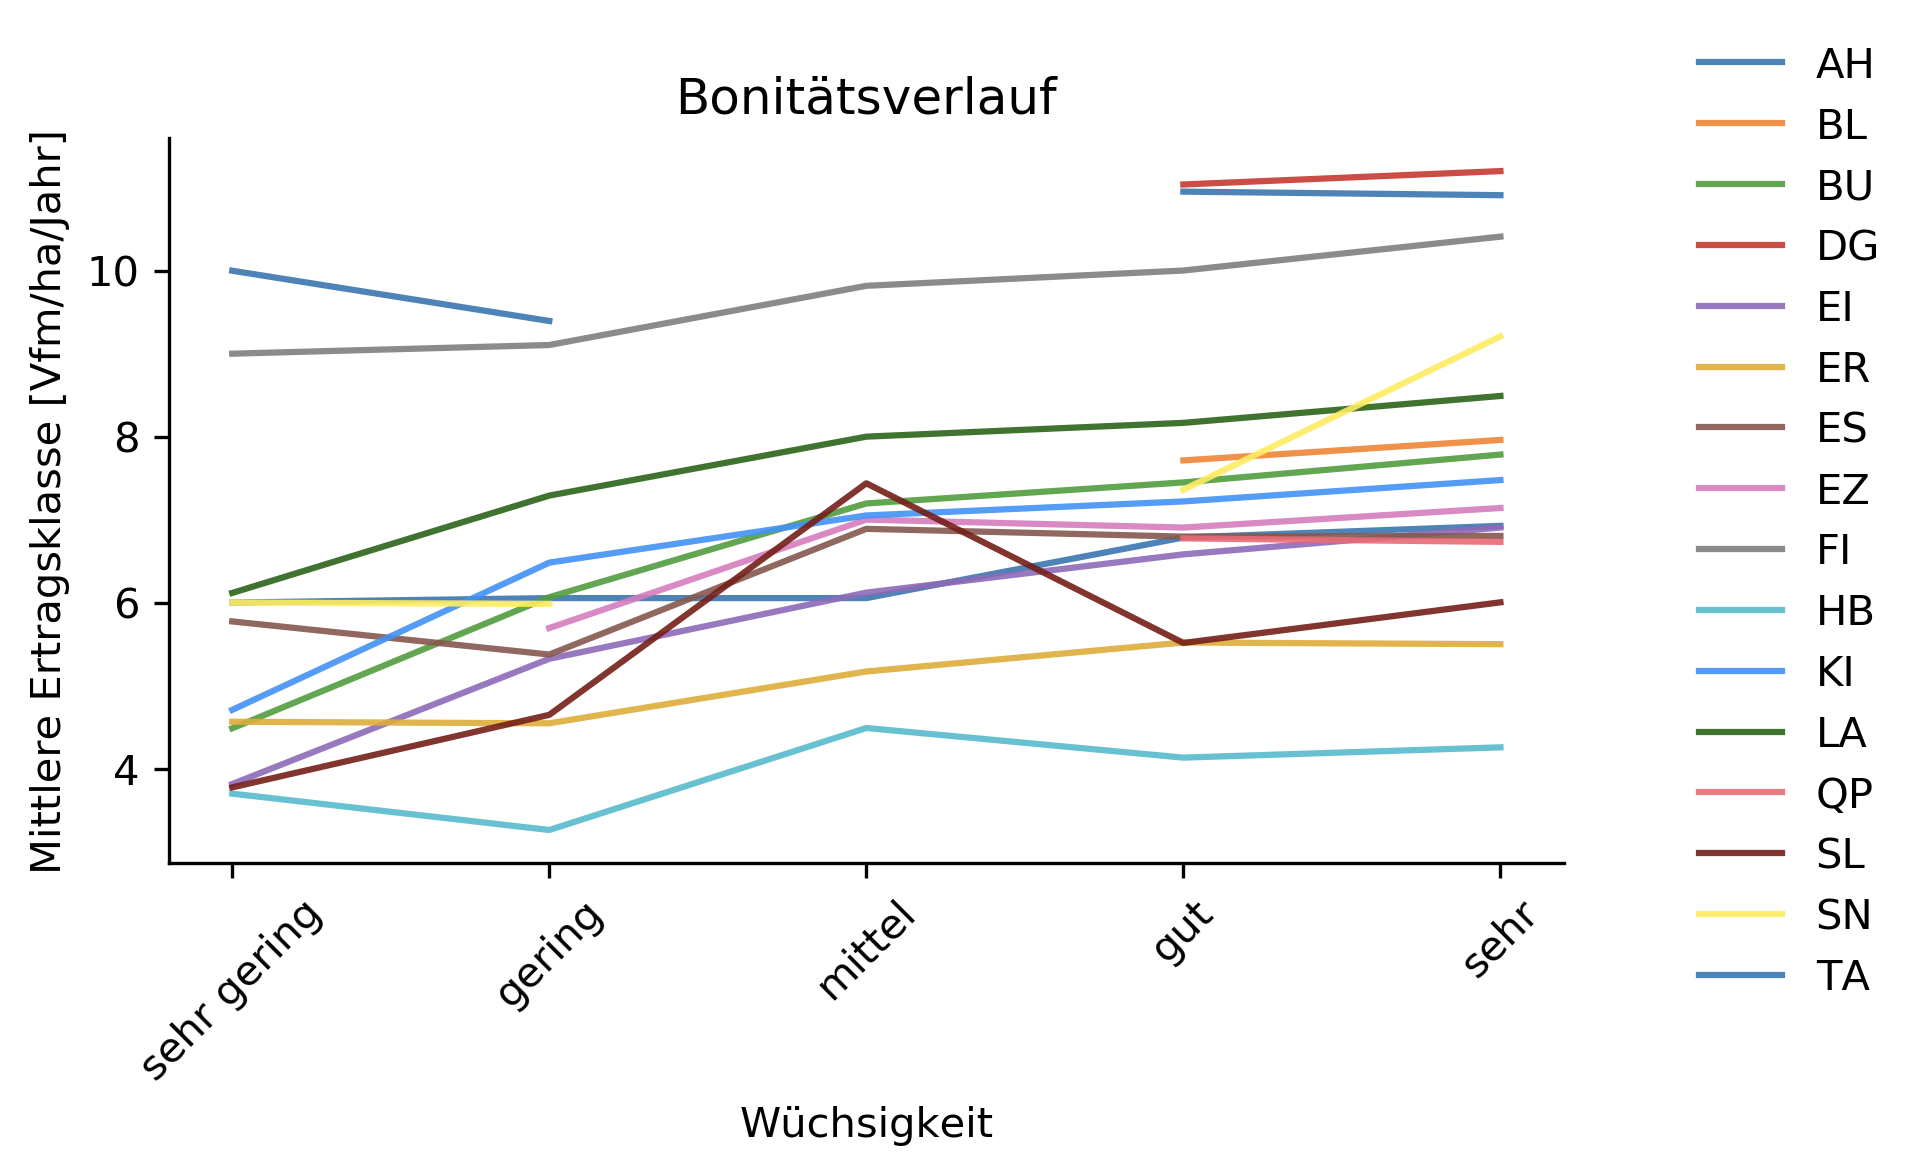 Bonitätsverlauf
Mittlere Ertragsklasse [Vfm/ha/Jahr]
10
8
6
4
sehr gering
gering
mittel
gut
sehr
Wüchsigkeit
AH
BL
BU
DG
EI
ER
ES
EZ
FI
HB
KI
LA
QP
SL
SN
TA